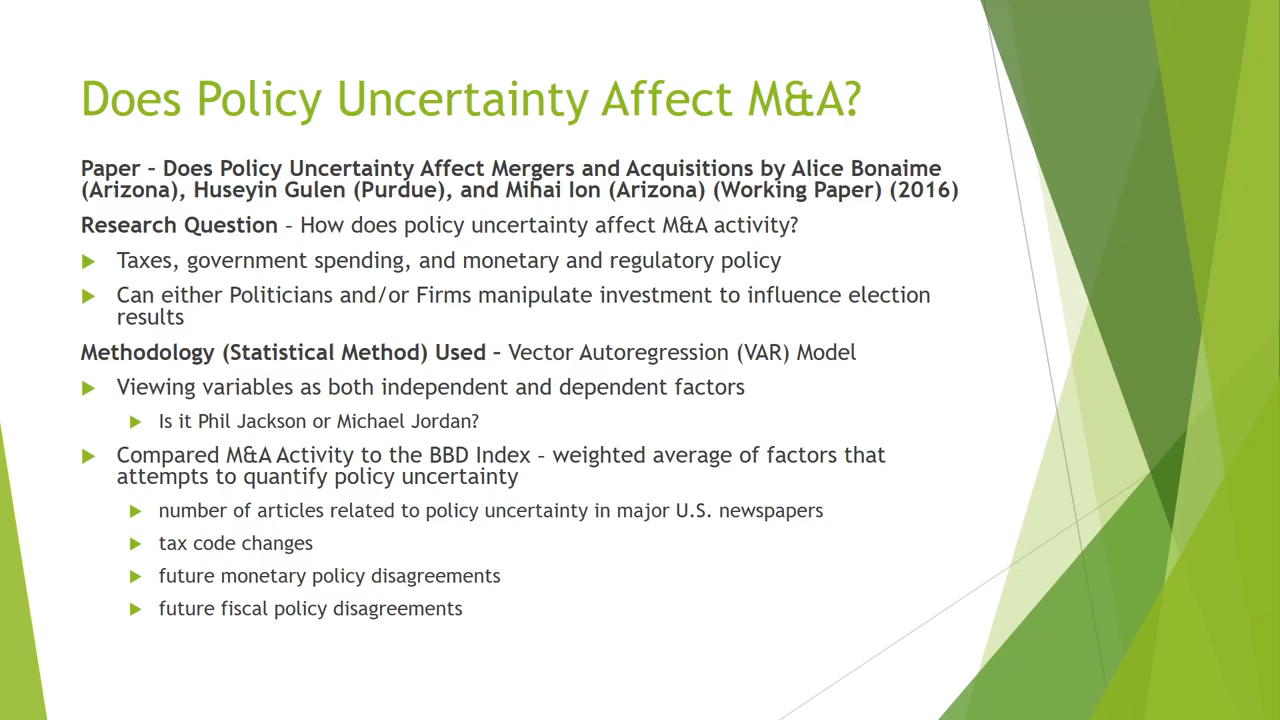 Does Policy Uncertainty Affect M&A?
Paper – Does Policy Uncertainty Affect Mergers and Acquisitions by Alice Bonaime
(Arizona), Huseyin Gulen (Purdue), and Mihai Ion (Arizona) (Working Paper) (2016)
Research Question – How does policy uncertainty affect M&A activity?
Taxes, government spending, and monetary and regulatory policy
Can either Politicians and/or Firms manipulate investment to influence election
results
Methodology (Statistical Method) Used – Vector Autoregression (VAR) Model
Viewing variables as both independent and dependent factors
Is it Phil Jackson or Michael Jordan?
Compared M&A Activity to the BBD Index – weighted average of factors that
attempts to quantify policy uncertainty
number of articles related to policy uncertainty in major U.S. newspapers
tax code changes
future monetary policy disagreements
future fiscal policy disagreements